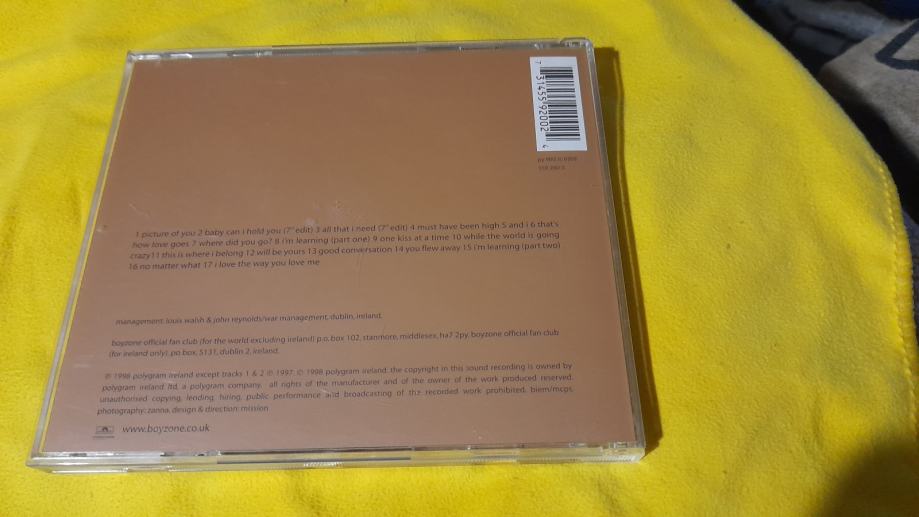 7 31455 92002 6
1 picture of you 2 baby can i hold you (7" edit) 3 all that i need (7" edit) 4 must have been high 5 and i 6 that's
how love goes 7 where did you go? 8 i'm learning (part one) 9 one kiss at a time 10 while the world is going
crazy11 this is where i belong 12 will be yours 13 good conversation 14 you flew away 15 i'm learning (part two)
16 no matter what 17 i love the way you love me
management: louis walsh & john reynolds/war management, dublin, ireland.
boyzone official fan club (for the world excluding ireland) p.o. box 102, stanmore, middlesex, ha7 2py. boyzone official fan club
(for ireland only). po box, 5131, dublin 2, ireland.
℗ 1998 polygram ireland except tracks 1 & 2 ℗ 1997. © 1998 polygram ireland. the copyright in this sound recording is owned by
polygram ireland ltd, a polygram company. all rights of the manufacturer and of the owner of the work produced reserved.
unauthorised copying, lending, hiring, public performance and broadcasting of the recorded work prohibited. biem/mcps.
photography: zanna, design & direction: mission
www.boyzone.co.uk